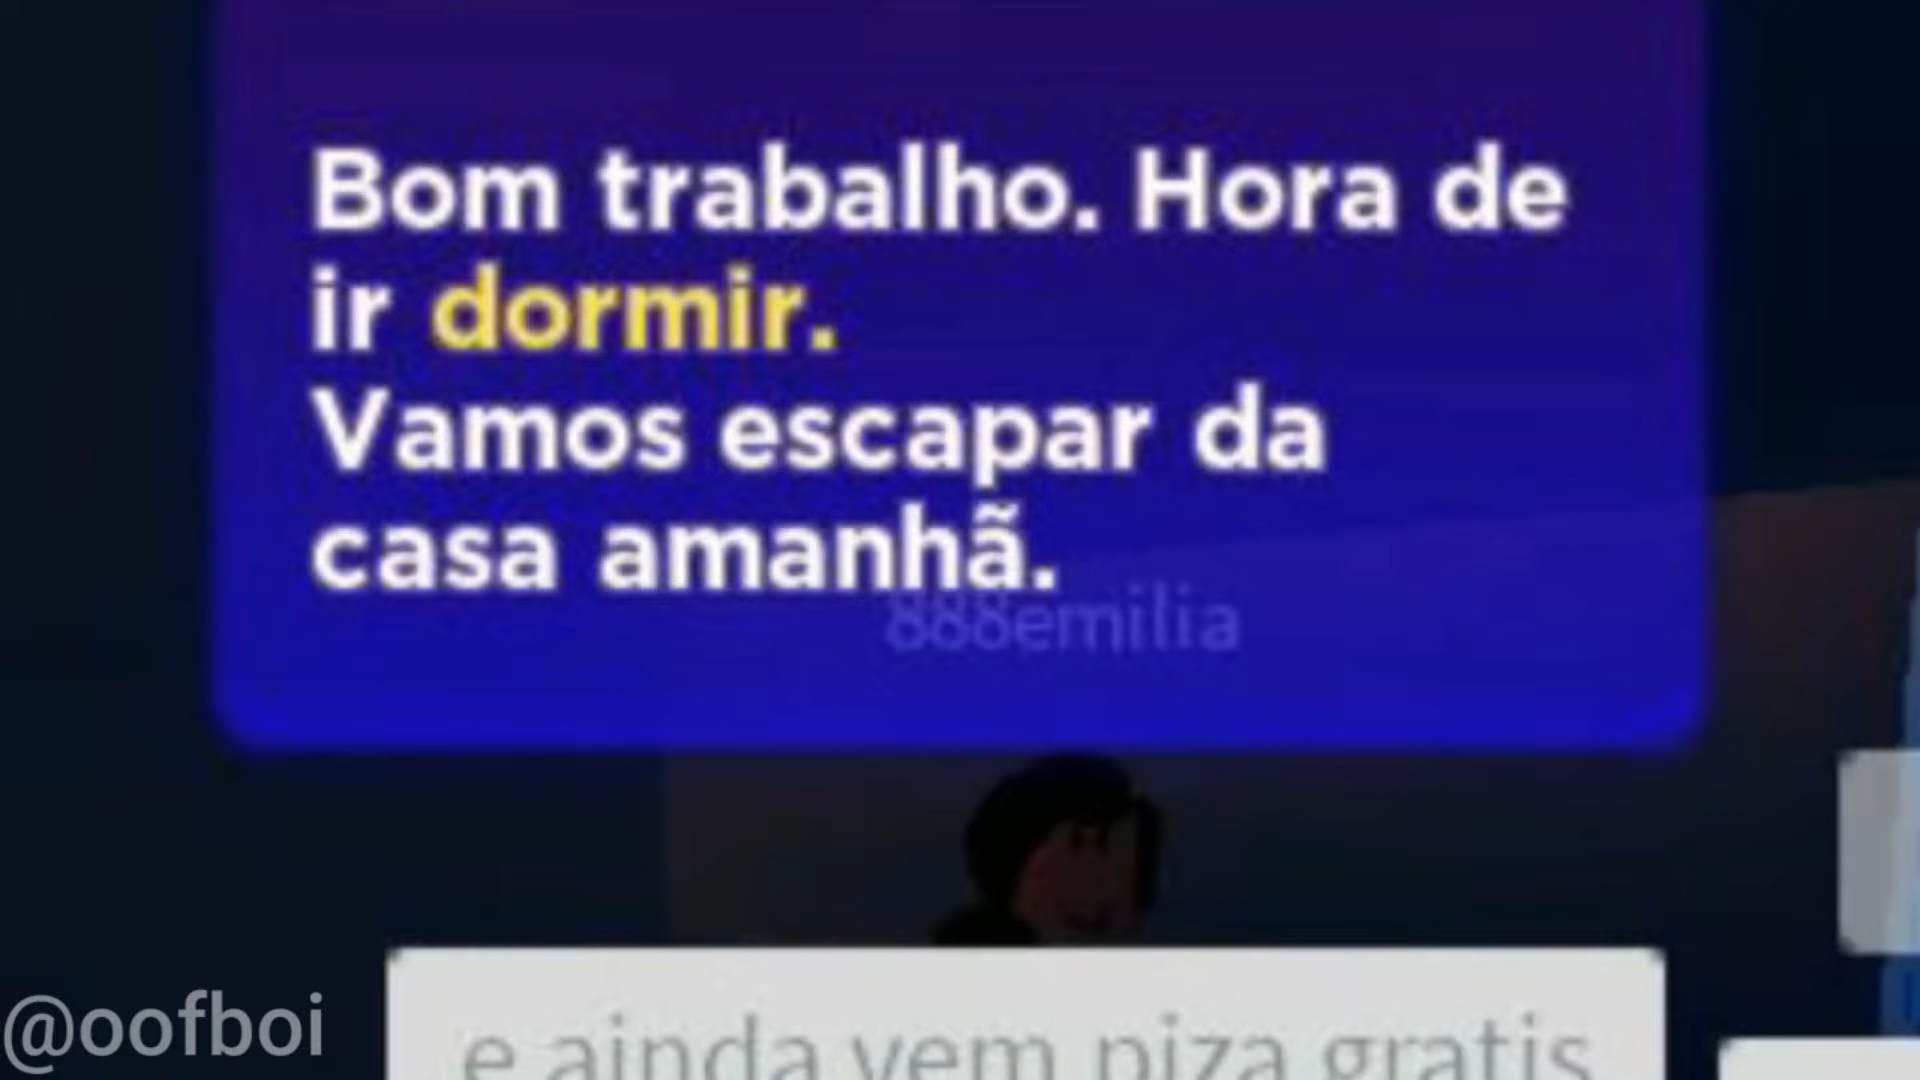 Bom trabalho. Hora de
ir dormir.
Vamos escapar da
casa amanhã.
888emilia
e ainda vem piza gratis
@oofboi